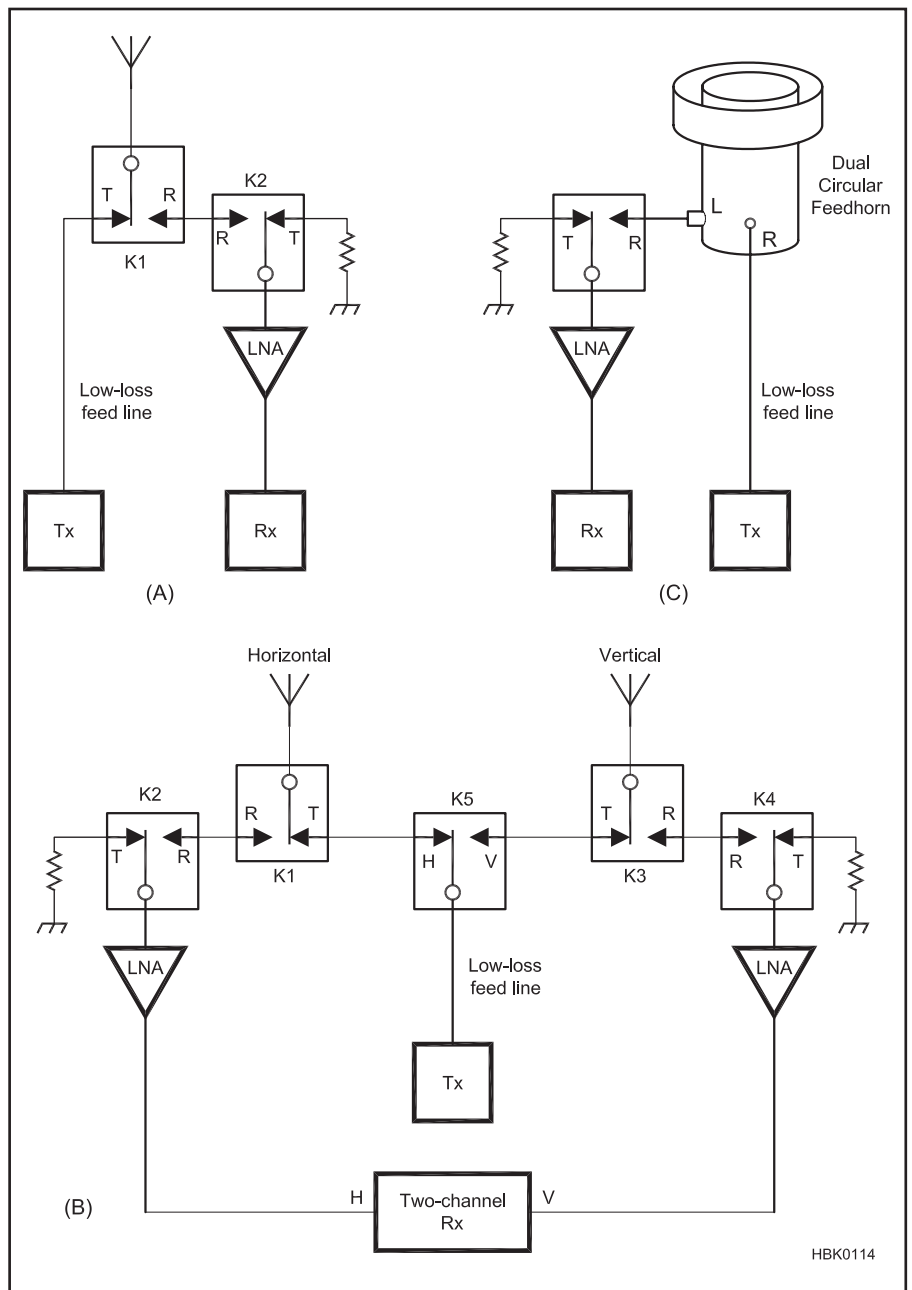 T
R
K1
K2
R
T
LNA
Low-loss
feed line
Tx
Rx
(A)
Dual
Circular
Feedhorn
L
R
T
R
LNA
Low-loss
feed line
Rx
Tx
(C)
Horizontal
Vertical
K2
T
R
R
T
K1
K5
H
V
T
R
K3
K4
R
T
LNA
LNA
Low-loss
feed line
Tx
(B)
H
Two-channel
Rx
V
HBK0114